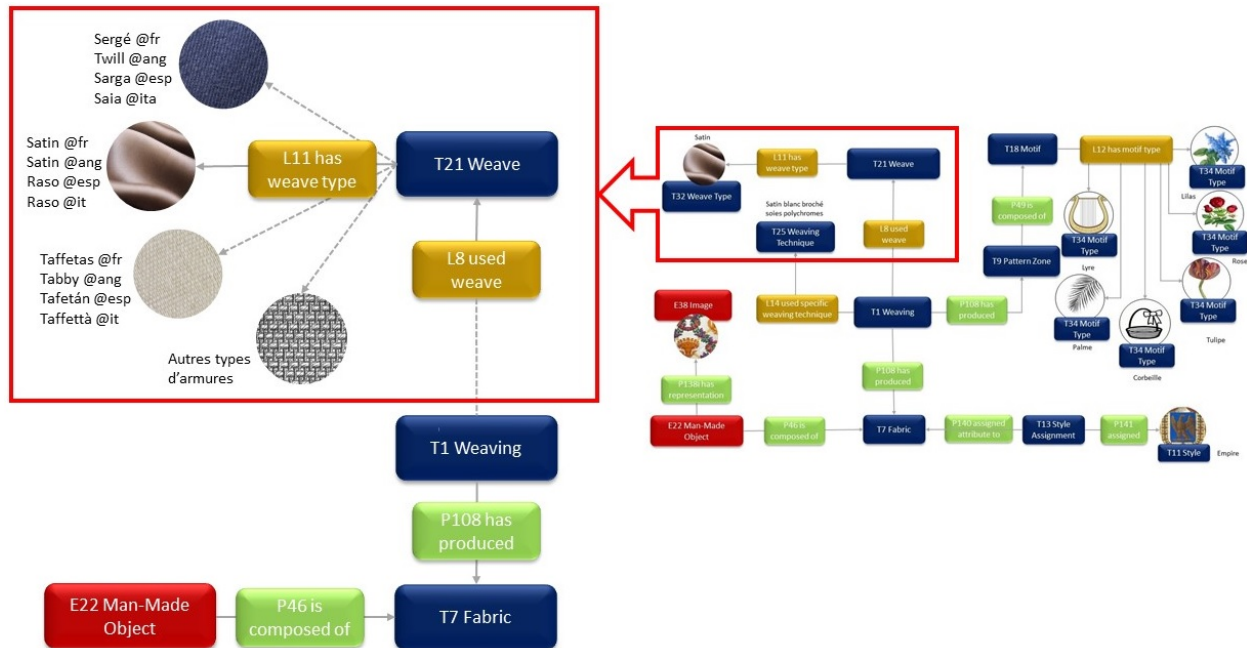 Sergé @fr
Twill @ang
Sarga @esp
Saia @ita
Satin @fr
Satin @ang
Raso @esp
Raso @it
L11 has
weave type
T21 Weave
L8 used
weave
Taffetas @fr
Tabby @ang
Tafetán @esp
Taffettà @it
Autres types
d'armures
T1 Weaving
P108 has
produced
E22 Man-Made
Object
P46 is
composed of
T7 Fabric
Satin
L11 has
weave type
T21 Weave
T32 Weave Type
Satin blanc broché
soies polychromes
T25 Weaving
Technique
L8 used
weave
T18 Motif
L12 has motif type
T34 Motif
Type
Lilas
P49 is
composed of
T34 Motif
Type
Lyre
T34 Motif
Type
Rose
T9 Pattern Zone
E38 Image
L14 used specific
weaving technique
T1 Weaving
P108 has
produced
T34 Motif
Type
Palme
T34 Motif
Type
Corbeille
T34 Motif
Type
Tulipe
P138i has
representation
P108 has
produced
E22 Man-Made
Object
P46 is
composed of
T7 Fabric
P140 assigned
attribute to
T13 Style
Assignment
P141
assigned
T11 Style
Empire